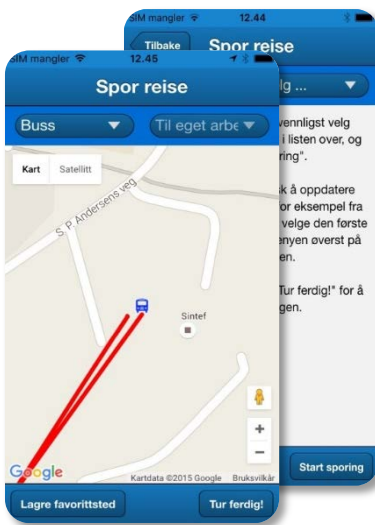 SIM mangler 12.44
Tilbake Spor reise
SIM mangler 12.45
Spor reise
Buss Til eget arbe
Kart Satellitt
S. P. Andersens veg
Sintef
+
−
Google Kartdata ©2015 Google Bruksvilkår
Lagre favorittsted Tur ferdig!
lg ...
vennligst velg
i listen over, og
ring".
k å oppdatere
or eksempel fra
velge den første
enyen øverst på
en.
Tur ferdig!" for å
gen.
Start sporing